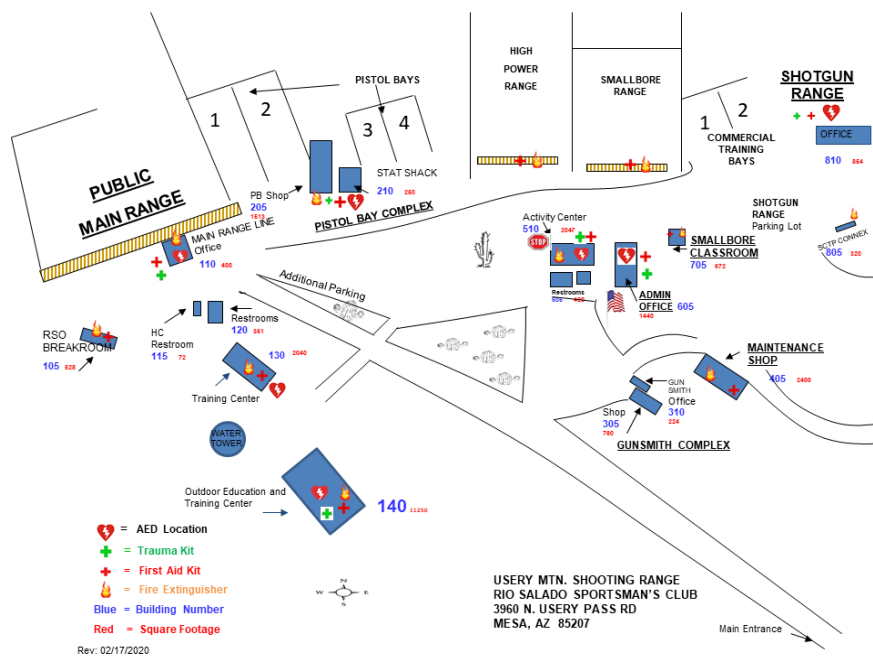 HIGH
POWER
RANGE
SMALLBORE
RANGE
SHOTGUN
RANGE
PISTOL BAYS
1
2
3
4
1
2
COMMERCIAL
TRAINING
BAYS
OFFICE
810
864
PUBLIC
MAIN RANGE
PB Shop
205
1613
STAT SHACK
210
260
PISTOL BAY COMPLEX
MAIN RANGE LINE
Office
110 400
Activity Center
510
2040
STOP
SHOTGUN
RANGE
Parking Lot
SCTP CONNEX
805 320
SMALLBORE
CLASSROOM
705 672
Restrooms
ADMIN
OFFICE 605
1440
Additional Parking
HC
Restroom
115 72
Restrooms
120 361
RSO
BREAKROOM
105 628
130
2040
Training Center
MAINTENANCE
SHOP
405 2400
GUN
SMITH
Office
310
224
Shop
305
GUNSMITH COMPLEX
WATER
TOWER
Outdoor Education and
Training Center
140 11250
= AED Location
= Trauma Kit
= First Aid Kit
= Fire Extinguisher
Blue = Building Number
Red = Square Footage
Rev: 02/17/2020
N
W E
S
USERY MTN. SHOOTING RANGE
RIO SALADO SPORTSMAN'S CLUB
3960 N. USERY PASS RD
MESA, AZ 85207
Main Entrance